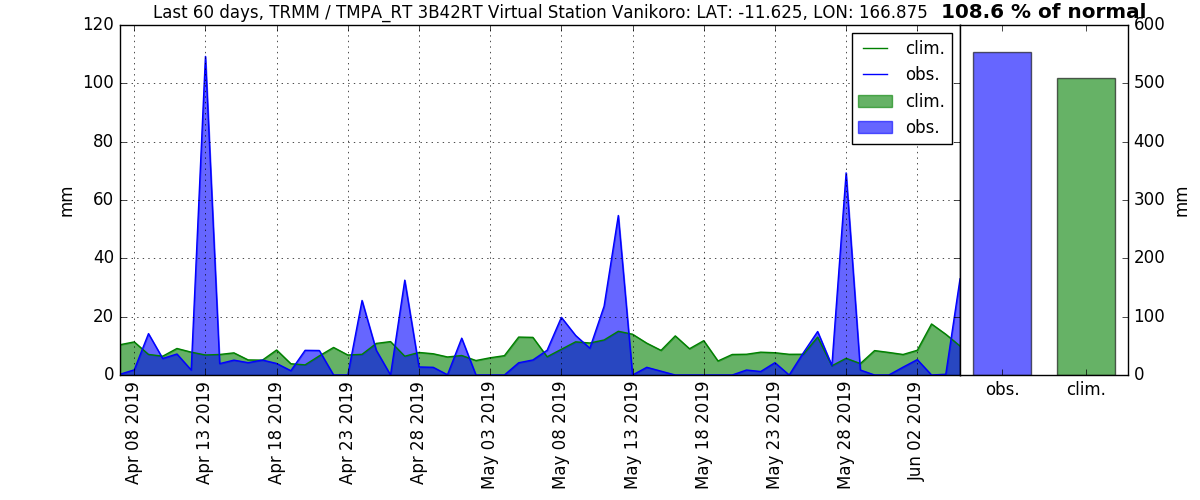 Last 60 days, TRMM / TMPA_RT 3B42RT Virtual Station Vanikoro: LAT: -11.625, LON: 166.875 108.6 % of normal
120
100
80
60
40
20
0
mm
clim.
obs.
clim.
obs.
600
500
400
300
200
100
0
mm
obs. clim.
Apr 08 2019
Apr 13 2019
Apr 18 2019
Apr 23 2019
Apr 28 2019
May 03 2019
May 08 2019
May 13 2019
May 18 2019
May 23 2019
May 28 2019
Jun 02 2019